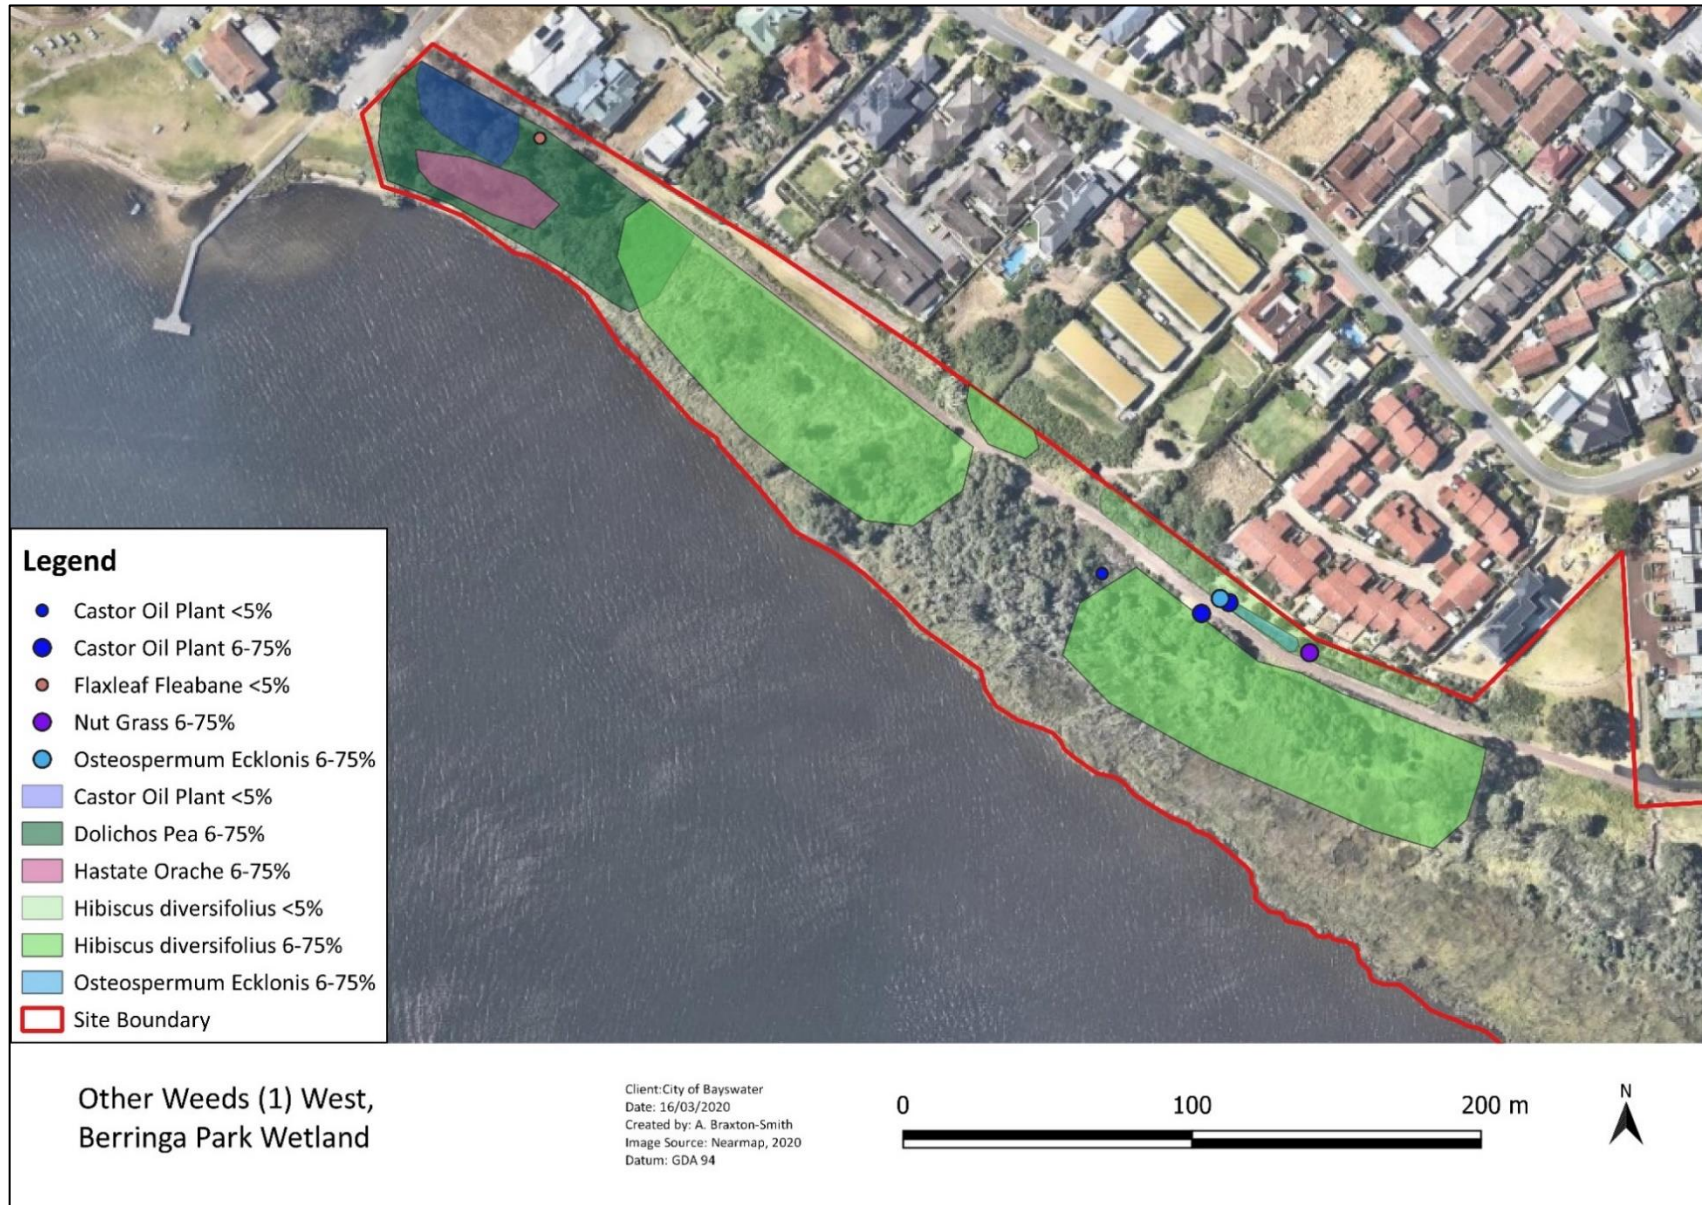 Legend
Castor Oil Plant <5%
Castor Oil Plant 6-75%
Flaxleaf Fleabane <5%
Nut Grass 6-75%
Osteospermum Ecklonis 6-75%
Castor Oil Plant <5%
Dolichos Pea 6-75%
Hastate Orache 6-75%
Hibiscus diversifolius <5%
Hibiscus diversifolius 6-75%
Osteospermum Ecklonis 6-75%
Site Boundary
Other Weeds (1) West,
Berringa Park Wetland
Client:City of Bayswater
Date: 16/03/2020
Created by: A. Braxton-Smith
Image Source: Nearmap, 2020
Datum: GDA 94
0 100 200 m
N